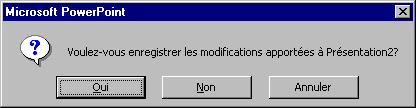 Microsoft PowerPoint
Voulez-vous enregistrer les modifications apportées à Présentation2?
Oui Non Annuler